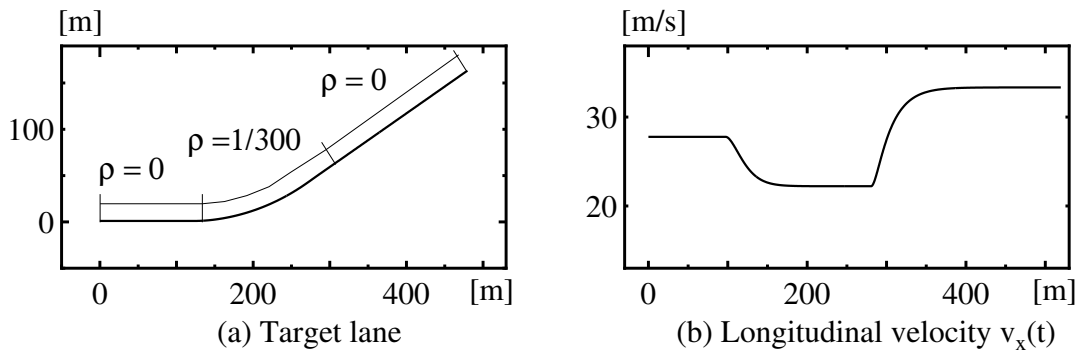 [m]
100
0
ρ = 0
ρ =1/300
ρ = 0
0
200
400
[m]
(a) Target lane
[m/s]
30
20
0
200
400
[m]
(b) Longitudinal velocity v_x(t)